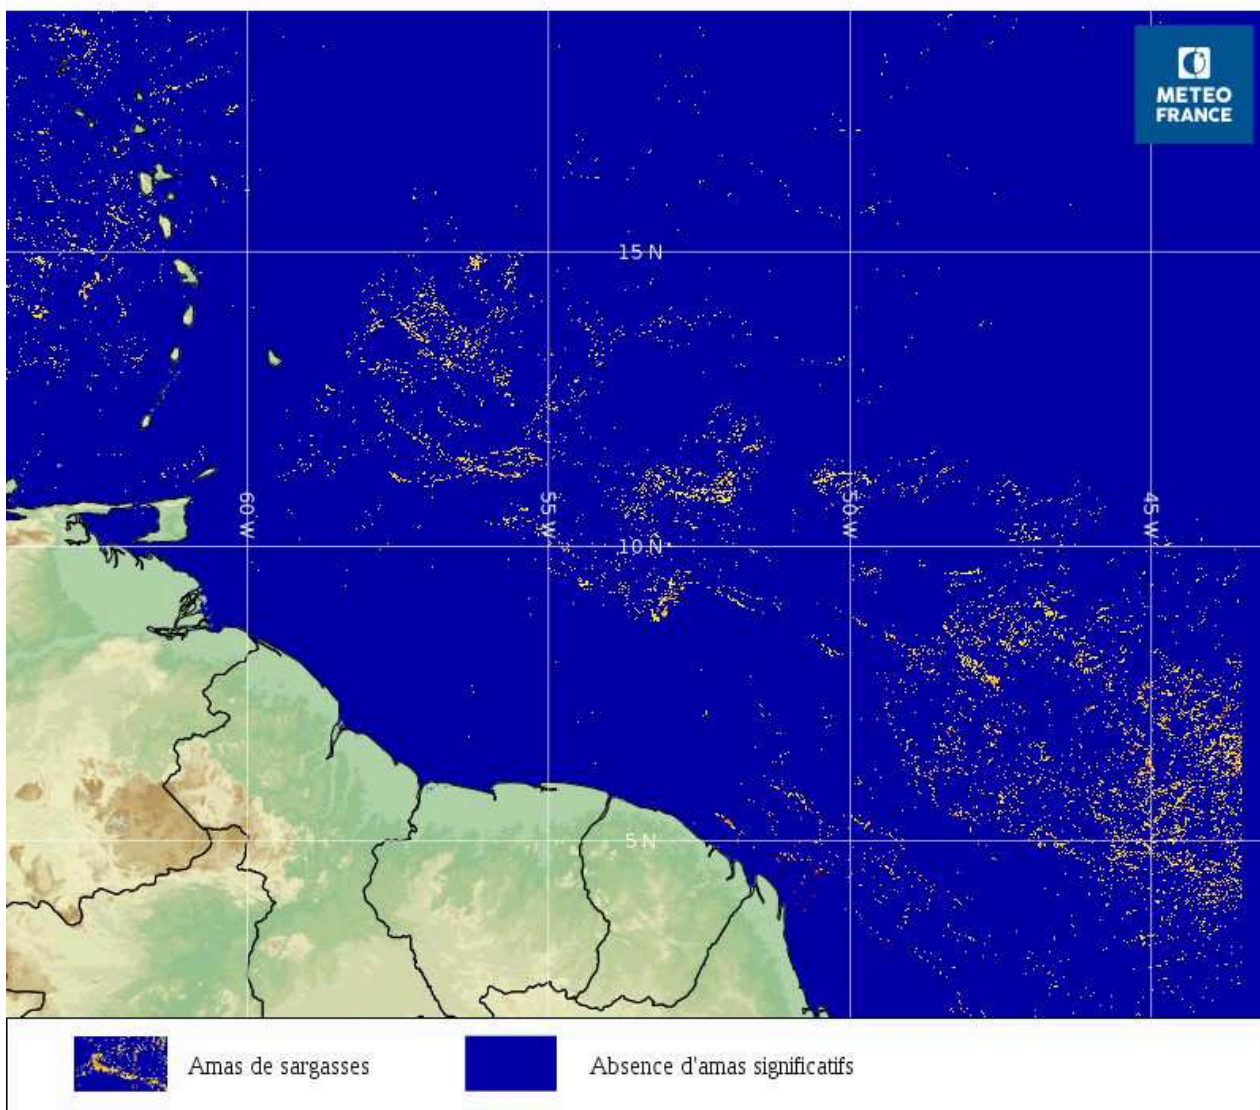 METEO
FRANCE
15 N
60 W
55 W
50 W
45 W
10 N
5 N
Amas de sargasses
Absence d'amas significatifs